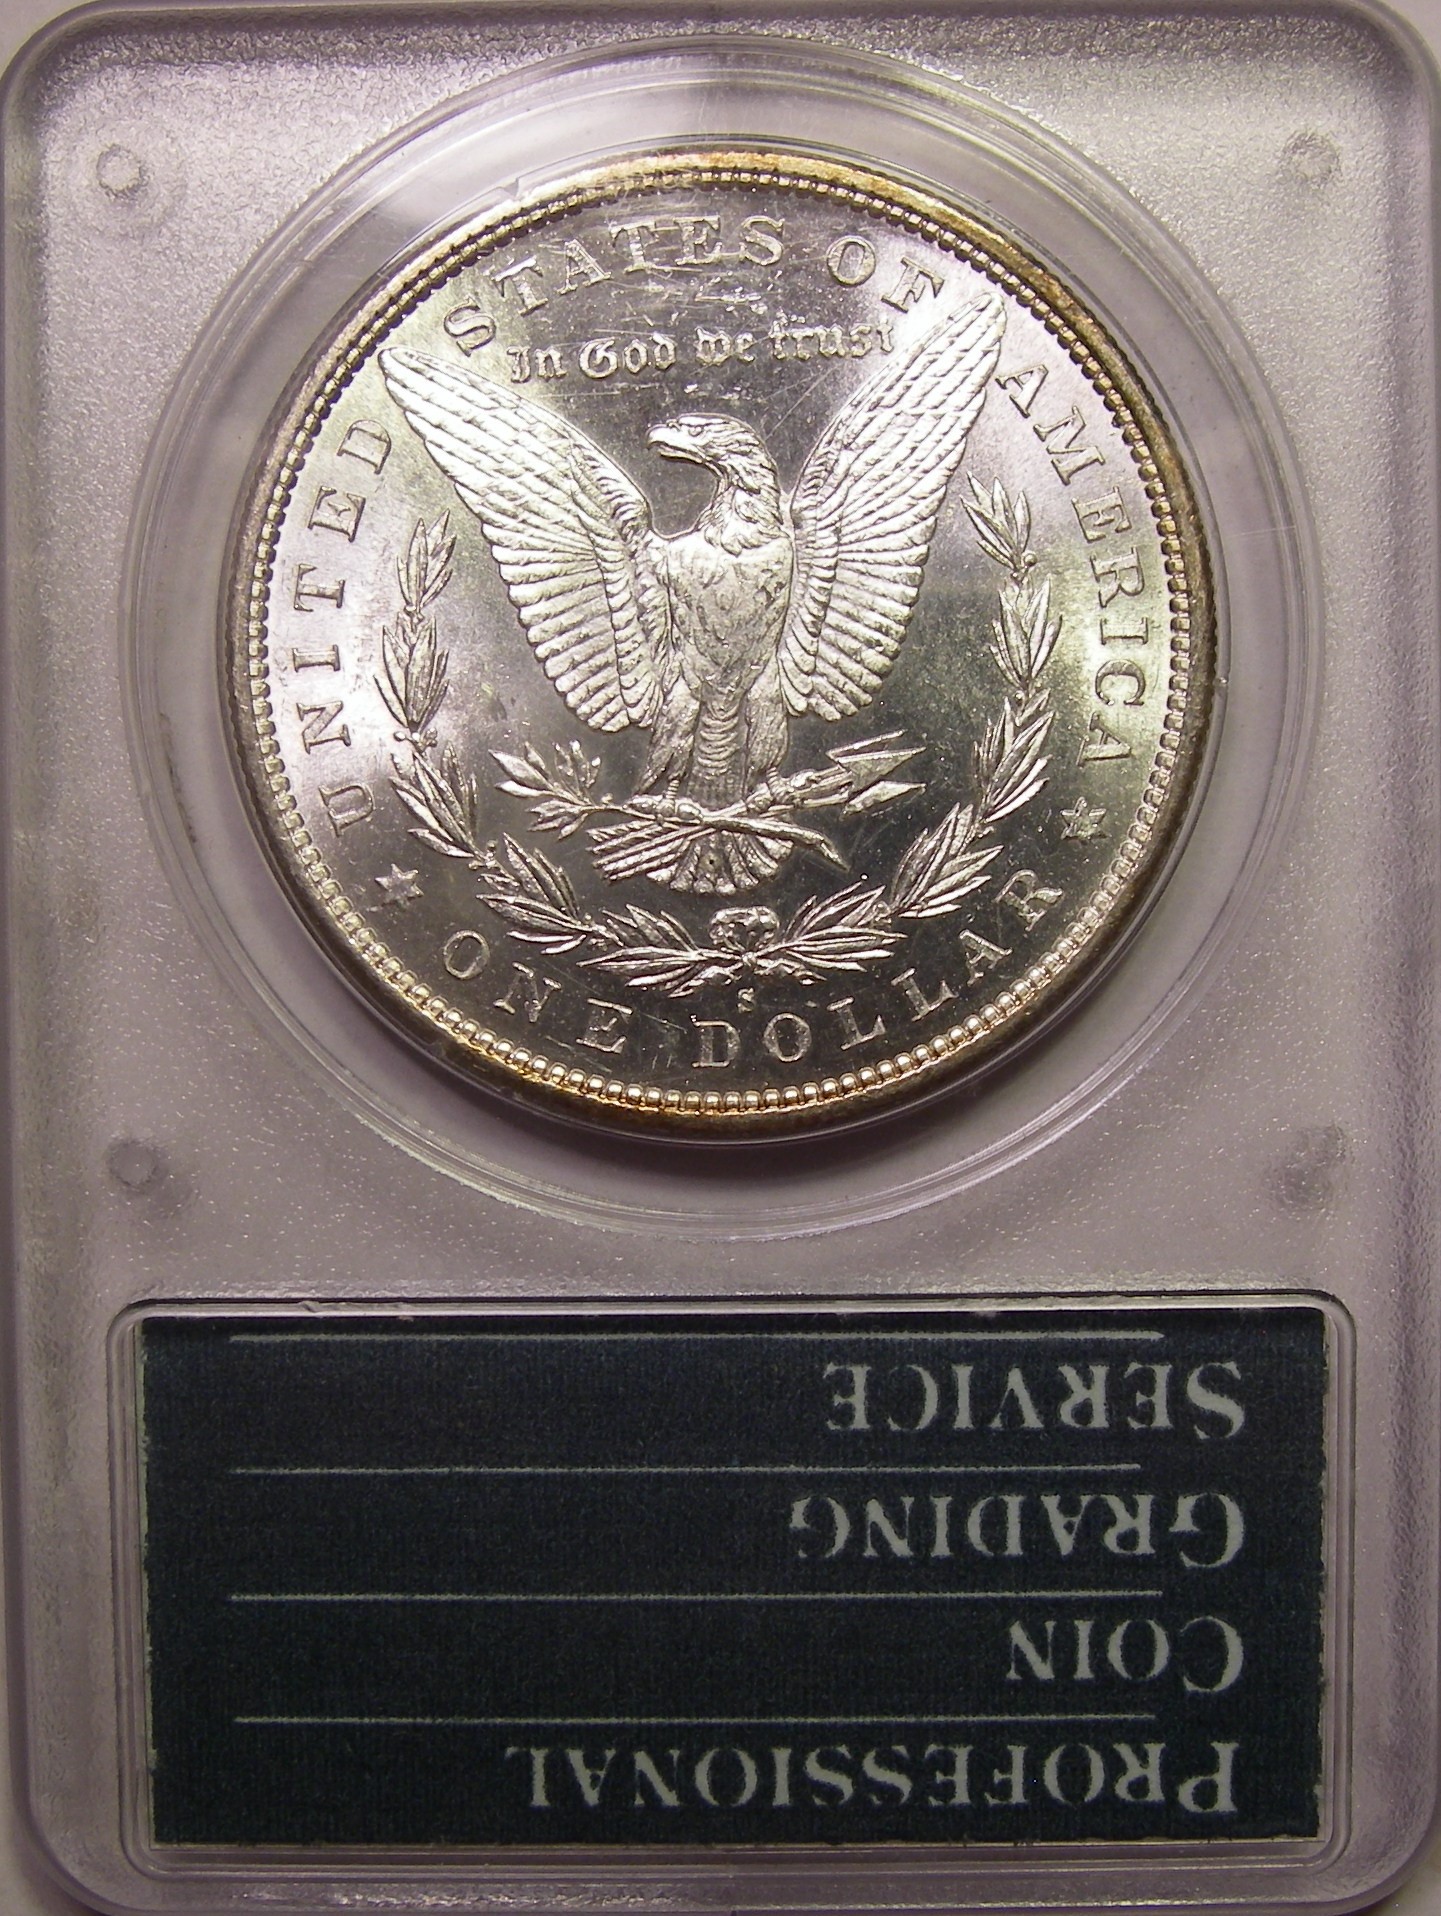 UNITED STATES OF AMERICA
In God we trust
S
ONE DOLLAR
PROFESSIONAL
COIN
GRADING
SERVICE